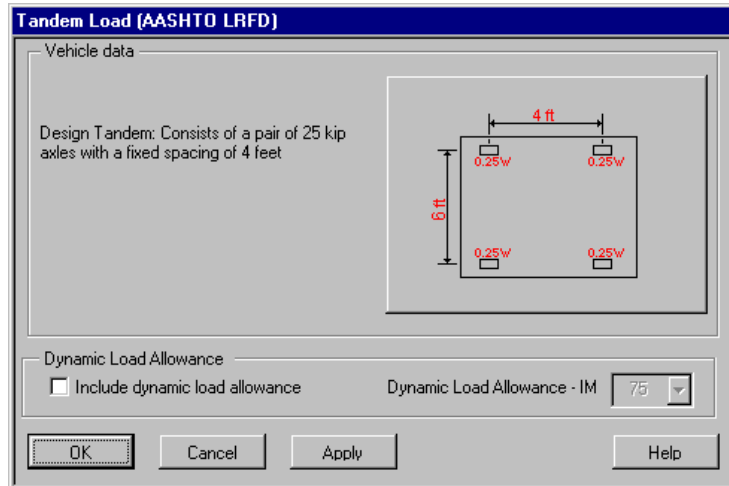 Tandem Load (AASHTO LRFD)
Vehicle data
Design Tandem: Consists of a pair of 25 kip
axles with a fixed spacing of 4 feet
4 ft
0.25W 0.25W
6 ft
0.25W 0.25W
Dynamic Load Allowance
Include dynamic load allowance
Dynamic Load Allowance - IM 75
OK Cancel Apply Help